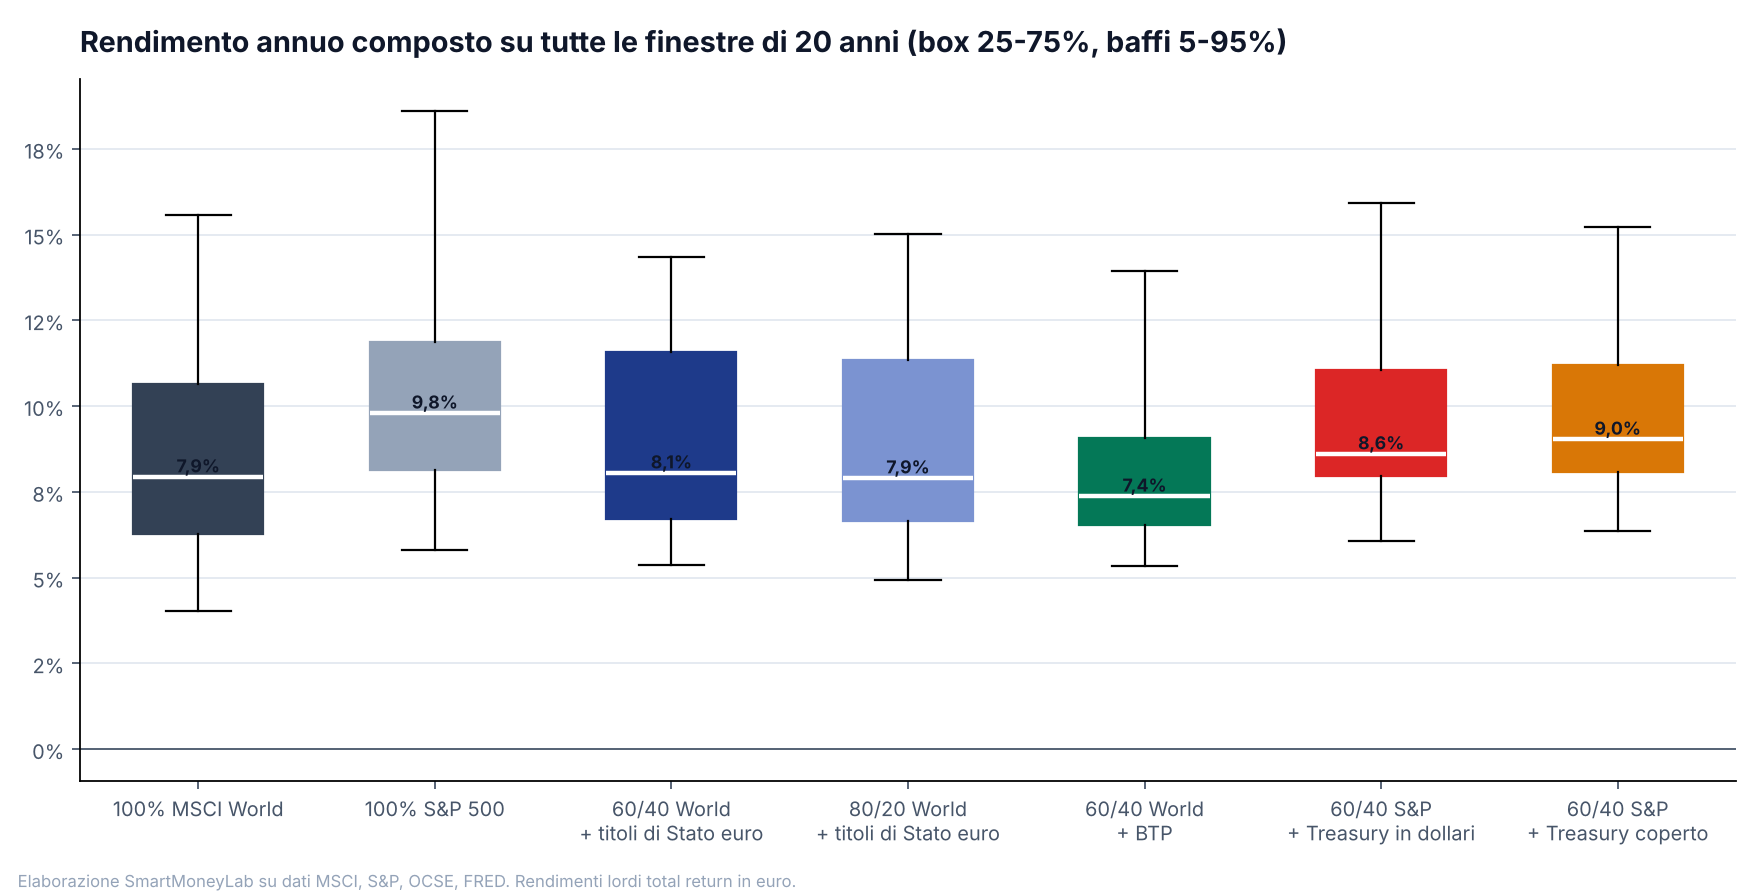 Rendimento annuo composto su tutte le finestre di 20 anni (box 25-75%, baffi 5-95%)
18%
15%
12%
10%
8%
5%
2%
0%
7,9%
9,8%
8,1%
7,9%
7,4%
8,6%
9,0%
100% MSCI World
100% S&P 500
60/40 World
+ titoli di Stato euro
80/20 World
+ titoli di Stato euro
60/40 World
+ BTP
60/40 S&P
+ Treasury in dollari
60/40 S&P
+ Treasury coperto
Elaborazione SmartMoneyLab su dati MSCI, S&P, OCSE, FRED. Rendimenti lordi total return in euro.